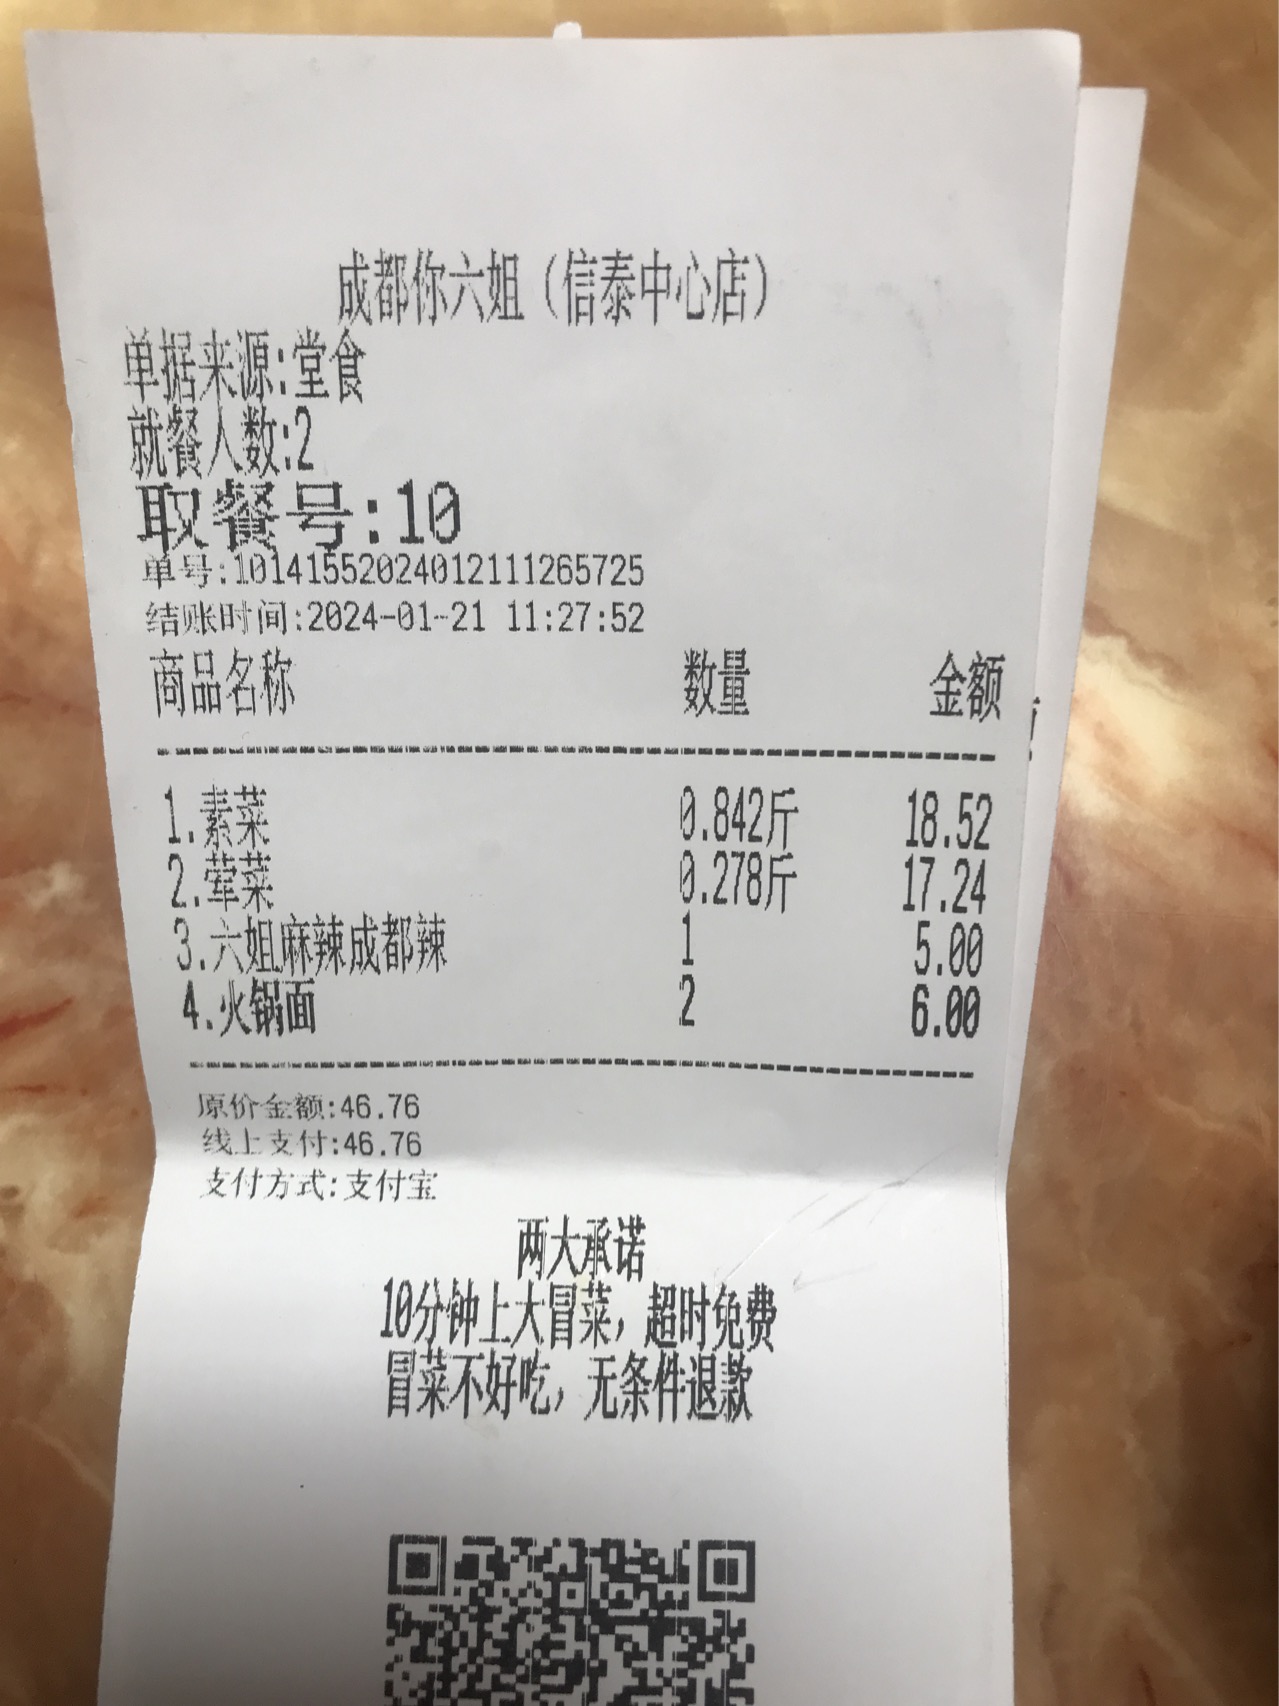 成都你六姐（信泰中心店）
单据来源:堂食
就餐人数:2
取餐号:10
单号:10141552024012111265725
结账时间:2024-01-21 11:27:52
商品名称 数量 金额
1.素菜 0.842斤 18.52
2.荤菜 0.278斤 17.24
3.六姐麻辣成都辣 1 5.00
4.火锅面 2 6.00
原价金额:46.76
线上支付:46.76
支付方式:支付宝
两大承诺
10分钟上大冒菜，超时免费
冒菜不好吃，无条件退款